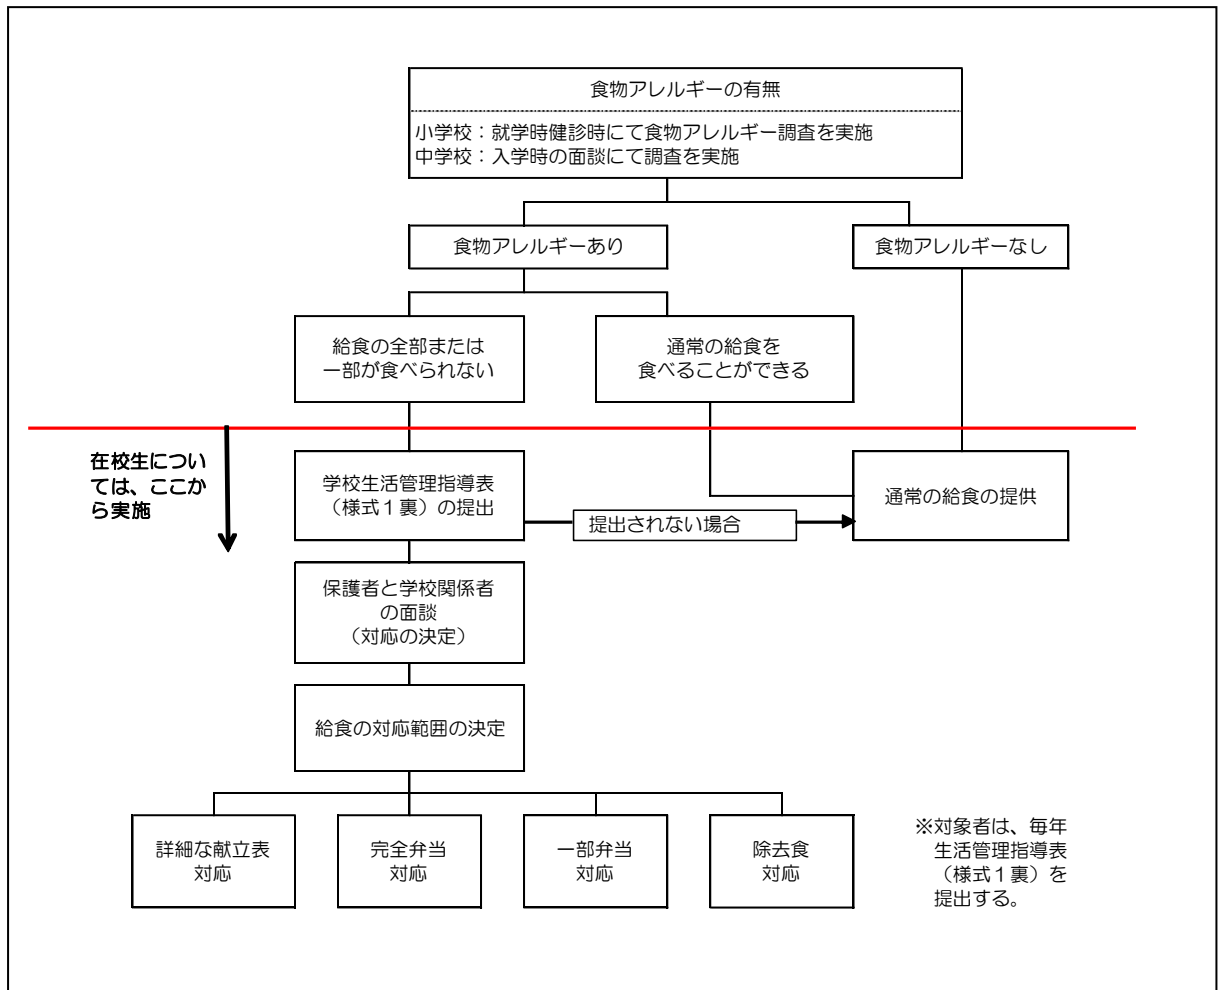 食物アレルギーの有無
小学校：就学時健診時にて食物アレルギー調査を実施
中学校：入学時の面談にて調査を実施
食物アレルギーあり
食物アレルギーなし
給食の全部または
一部が食べられない
通常の給食を
食べることができる
在校生につい
ては、ここか
ら実施
学校生活管理指導表
（様式１裏）の提出
提出されない場合
通常の給食の提供
保護者と学校関係者
の面談
（対応の決定）
給食の対応範囲の決定
詳細な献立表
対応
完全弁当
対応
一部弁当
対応
除去食
対応
※対象者は、毎年
生活管理指導表
（様式１裏）を
提出する。